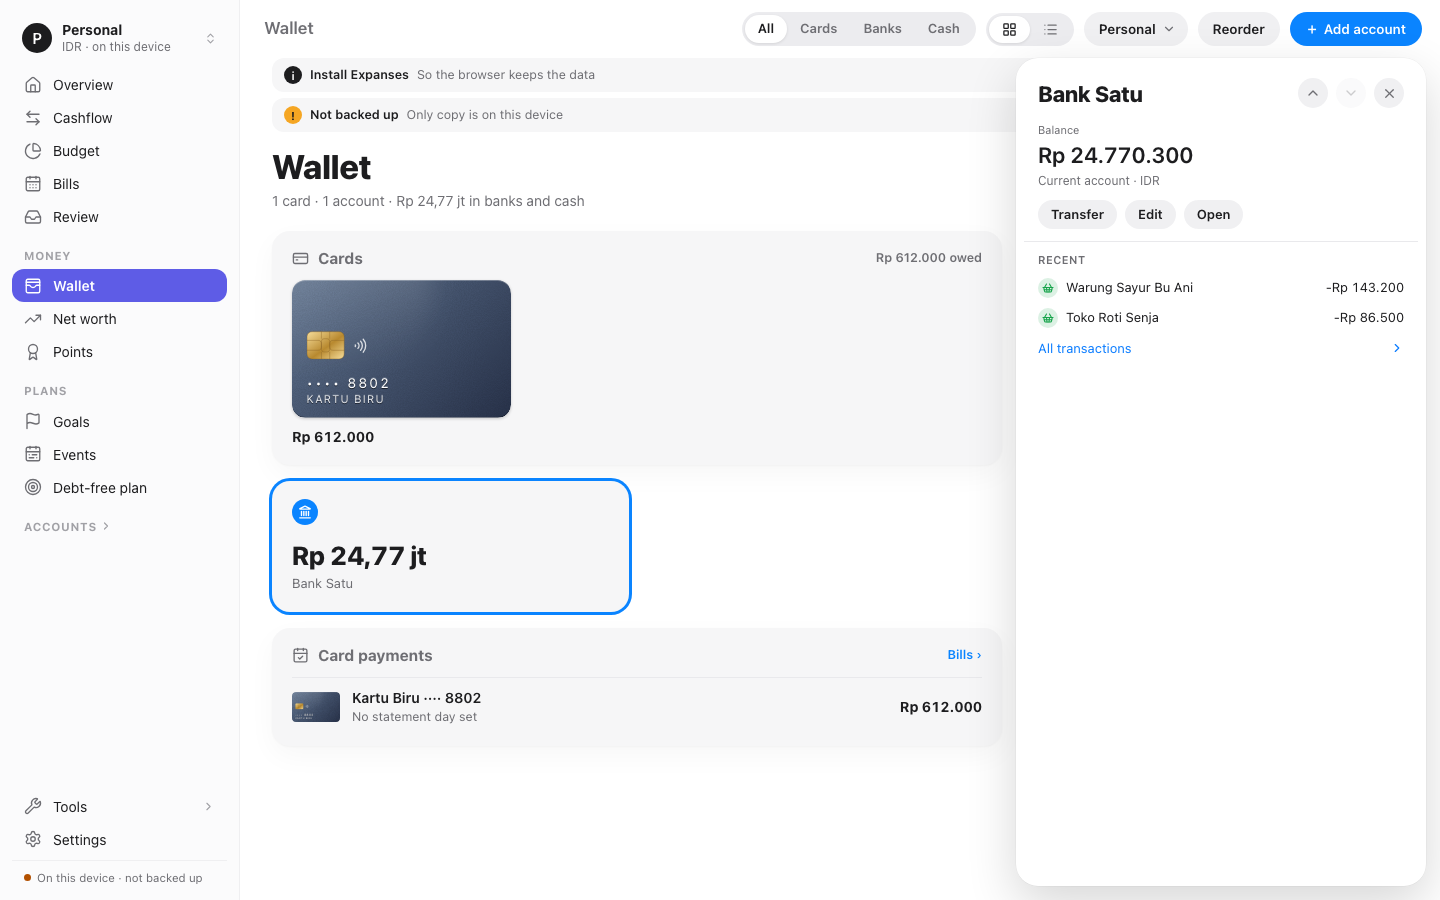 P
Personal
IDR · on this device
Overview
Cashflow
Budget
Bills
Review
MONEY
Wallet
Net worth
Points
PLANS
Goals
Events
Debt-free plan
ACCOUNTS
Tools
Settings
On this device · not backed up
Wallet
All Cards Banks Cash
Personal
Reorder
+ Add account
Install Expanses So the browser keeps the data
Not backed up Only copy is on this device
Wallet
1 card · 1 account · Rp 24,77 jt in banks and cash
Cards
Rp 612.000 owed
•••• 8802
KARTU BIRU
Rp 612.000
Rp 24,77 jt
Bank Satu
Card payments
Bills ›
Kartu Biru ···· 8802
No statement day set
Rp 612.000
Bank Satu
Balance
Rp 24.770.300
Current account · IDR
Transfer Edit Open
RECENT
Warung Sayur Bu Ani -Rp 143.200
Toko Roti Senja -Rp 86.500
All transactions